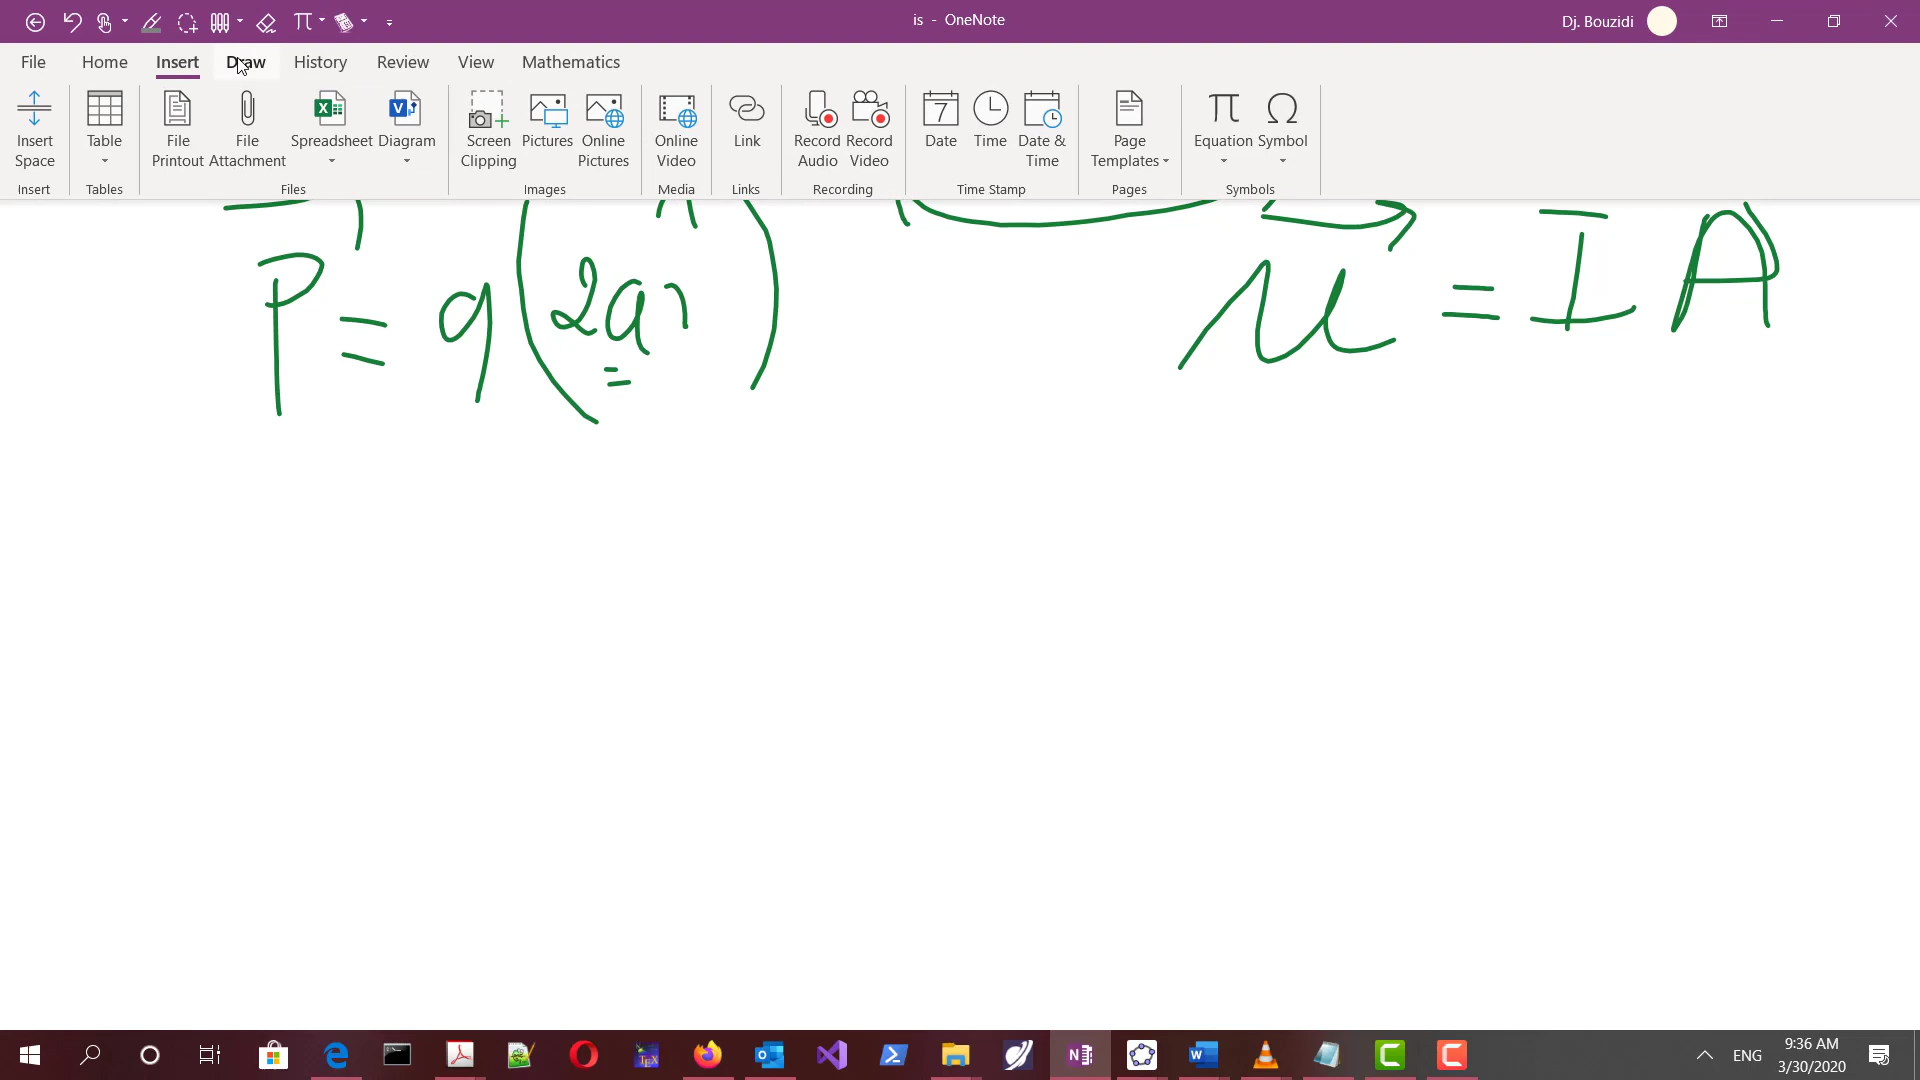 is - OneNote
Dj. Bouzidi
File Home Insert Draw History Review View Mathematics
Insert Space
Table
File Printout
File Attachment
Spreadsheet
Diagram
Screen Clipping
Pictures
Online Pictures
Online Video
Link
Record Audio
Record Video
Date
Time
Date & Time
Page Templates
Equation
Symbol
Insert Tables Files Images Media Links Recording Time Stamp Pages Symbols
P = q (2a
μ = I A
ENG
9:36 AM
3/30/2020